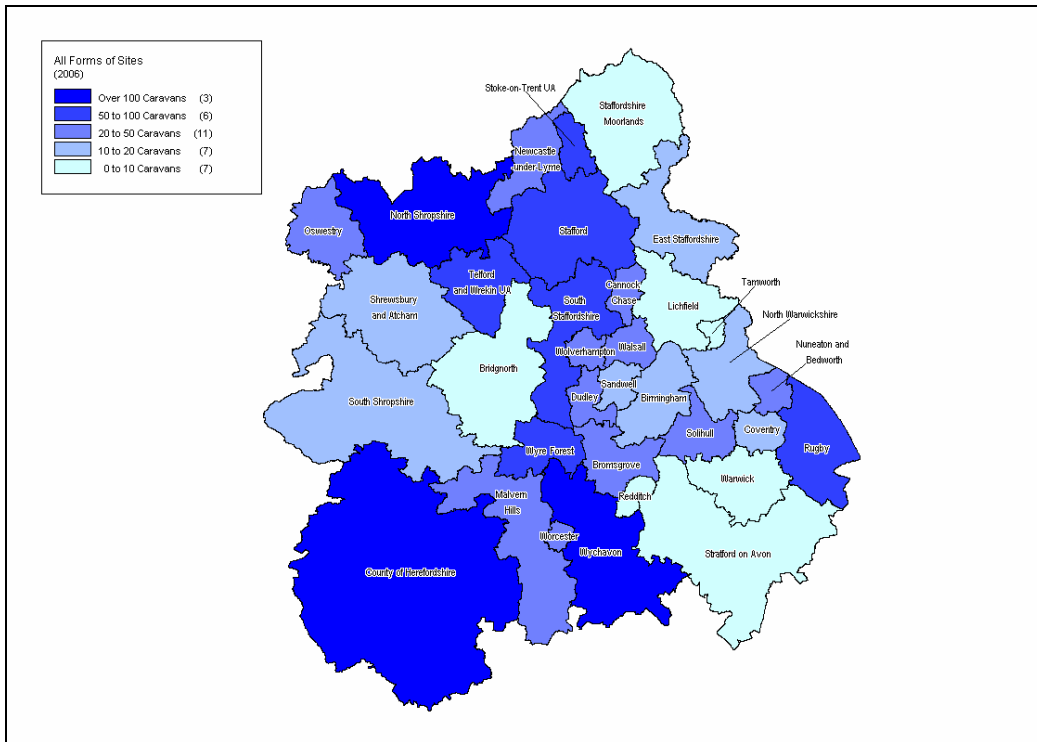 All Forms of Sites
(2006)
Over 100 Caravans (3)
50 to 100 Caravans (6)
20 to 50 Caravans (11)
10 to 20 Caravans (7)
0 to 10 Caravans (7)
Stoke-on-Trent UA
Staffordshire
Moorlands
Newcastle
under Lyme
North Shropshire
Oswestry
Stafford
East Staffordshire
Telford
and Wrekin UA
Cannock
Chase
South
Staffordshire
Lichfield
Tamworth
Shrewsbury
and Atcham
North Warwickshire
Nuneaton and
Bedworth
Wolverhampton
Walsall
Bridgnorth
Sandwell
Dudley
Birmingham
South Shropshire
Solihull
Coventry
Rugby
Wyre Forest
Bromsgrove
Warwick
Malvern
Hills
Redditch
Worcester
Wychavon
Stratford on Avon
County of Herefordshire